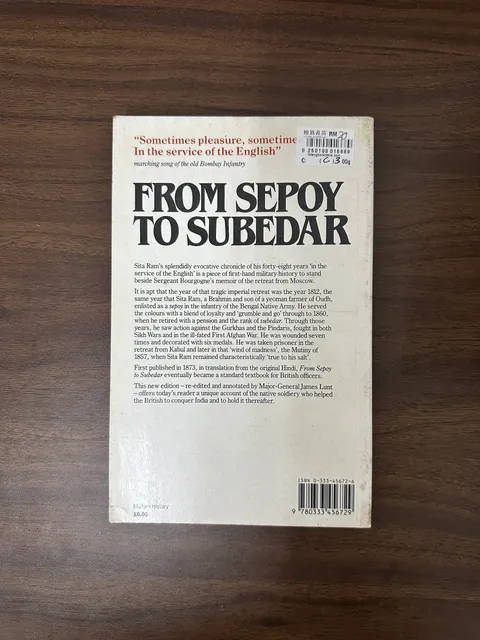 “Sometimes pleasure, sometime
In the service of the English”
marching song of the old Bombay Infantry
RM 20
0 250100 016869
FROM SEPOY
TO SUBEDAR
Sita Ram's splendidly evocative chronicle of his forty-eight years ‘in the
service of the English’ is a piece of first-hand military history to stand
beside Sergeant Bourgogne's memoir of the retreat from Moscow.
It is apt that the year of that tragic imperial retreat was the year 1812, the
same year that Sita Ram, a Brahmin and son of a yeoman farmer of Oudh,
enlisted as a sepoy in the infantry of the Bengal Native Army. He served
the colours with a blend of loyalty and ‘grumble and go’ through to 1860,
when he retired with a pension and the rank of subedar. Through those
years, he saw action against the Gurkhas and the Pindaris, fought in both
Sikh Wars and in the ill-fated First Afghan War. He was wounded seven
times and decorated with six medals. He was taken prisoner in the
retreat from Kabul and later in that ‘wind of madness’, the Mutiny of
1857, when Sita Ram remained characteristically ‘true to his salt’.
First published in 1873, in translation from the original Hindi, From Sepoy
to Subedar eventually became a standard textbook for British officers.
This new edition – re-edited and annotated by Major-General James Lunt
– offers today's reader a unique account of the native soldiery who helped
the British to conquer India and to hold it thereafter.
ISBN 0-333-45672-6
9 780333 456729
History
£6.95